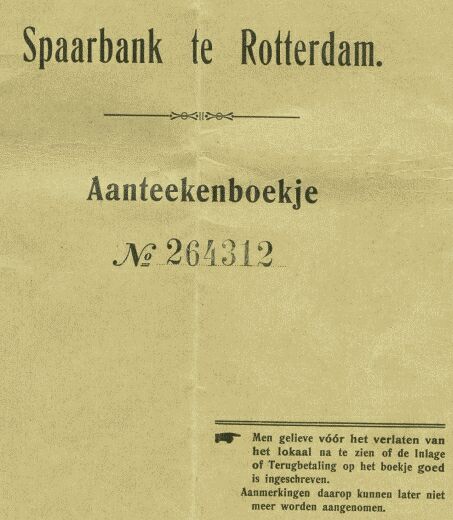 Spaarbank te Rotterdam.
Aanteekenboekje
No 264312
Men gelieve vóór het verlaten van
het lokaal na te zien of de Inlage
of Terugbetaling op het boekje goed
is ingeschreven.
Aanmerkingen daarop kunnen later niet
meer worden aangenomen.